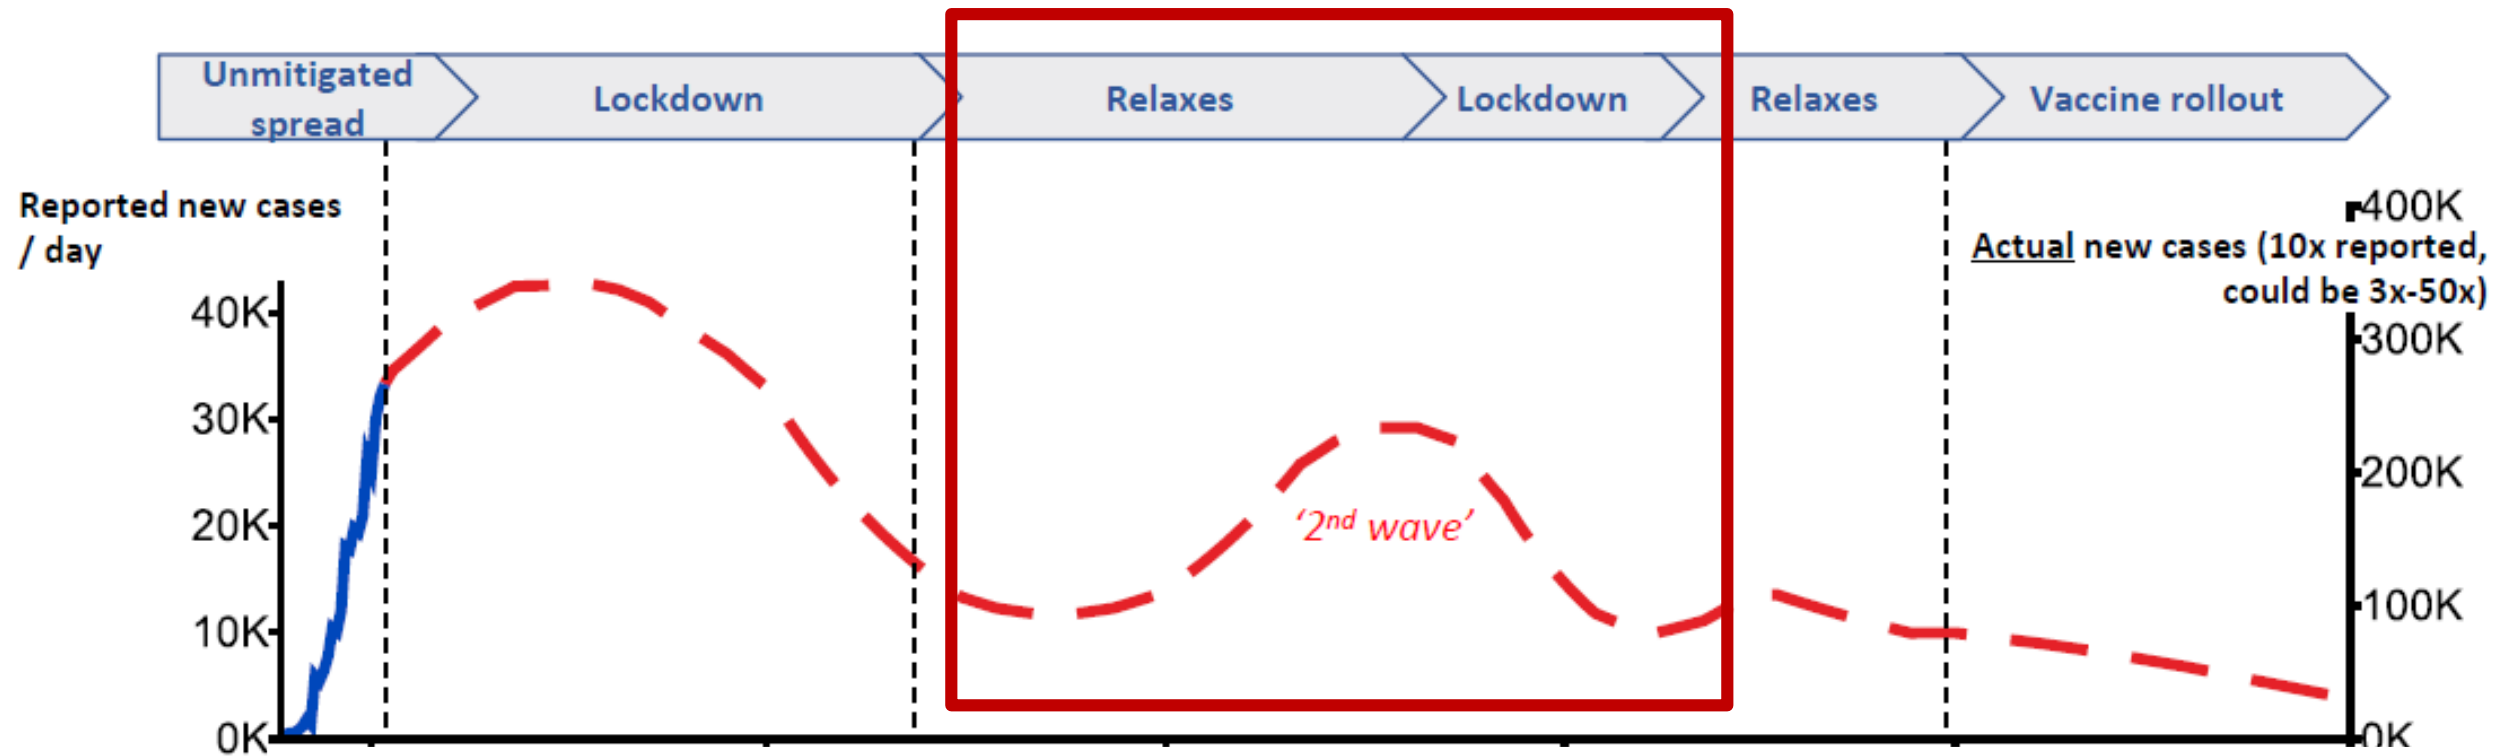 Unmitigated
spread
Lockdown
Relaxes
Lockdown
Relaxes
Vaccine rollout
Reported new cases
/ day
Actual new cases (10x reported,
could be 3x-50x)
40K
30K
20K
10K
0K
400K
300K
200K
100K
0K
‘2nd wave’